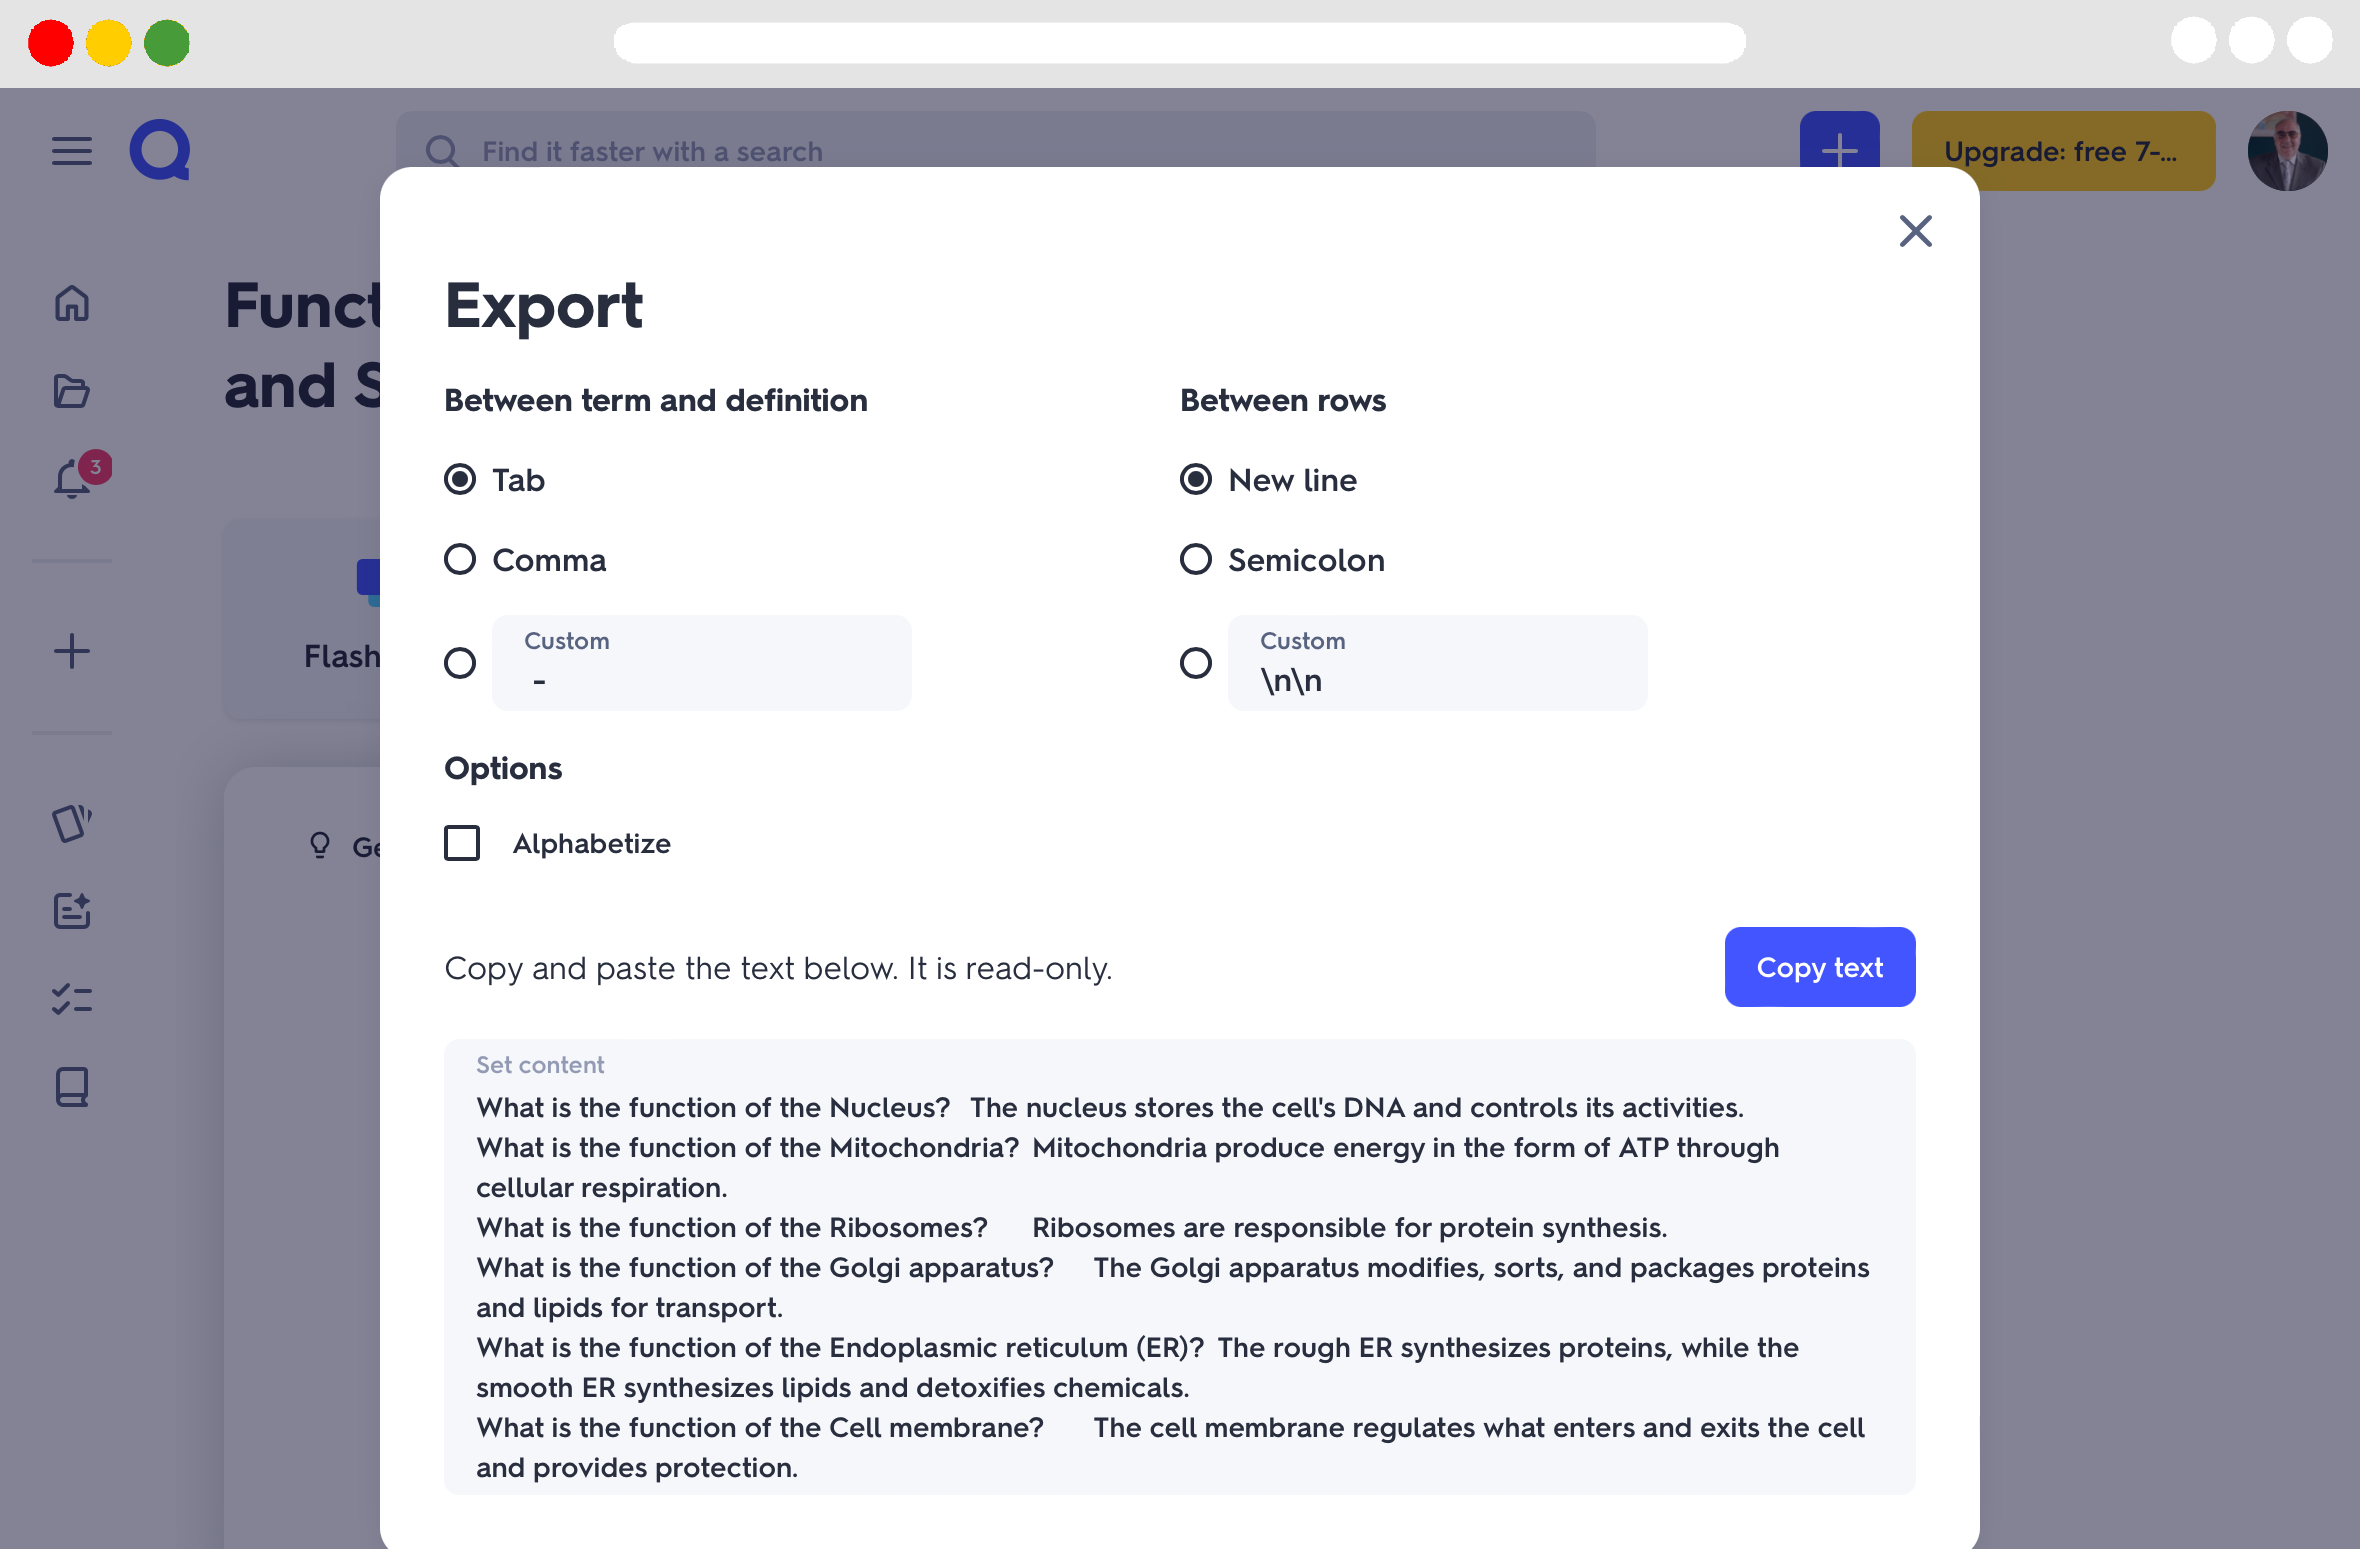 Find it faster with a search
Upgrade: free 7-...
Funct
and S
3
Flash
Ge
Export
Between term and definition
Between rows
Tab
New line
Comma
Semicolon
Custom
-
Custom
\n\n
Options
Alphabetize
Copy and paste the text below. It is read-only.
Copy text
Set content
What is the function of the Nucleus? The nucleus stores the cell's DNA and controls its activities.
What is the function of the Mitochondria? Mitochondria produce energy in the form of ATP through
cellular respiration.
What is the function of the Ribosomes? Ribosomes are responsible for protein synthesis.
What is the function of the Golgi apparatus? The Golgi apparatus modifies, sorts, and packages proteins
and lipids for transport.
What is the function of the Endoplasmic reticulum (ER)? The rough ER synthesizes proteins, while the
smooth ER synthesizes lipids and detoxifies chemicals.
What is the function of the Cell membrane? The cell membrane regulates what enters and exits the cell
and provides protection.